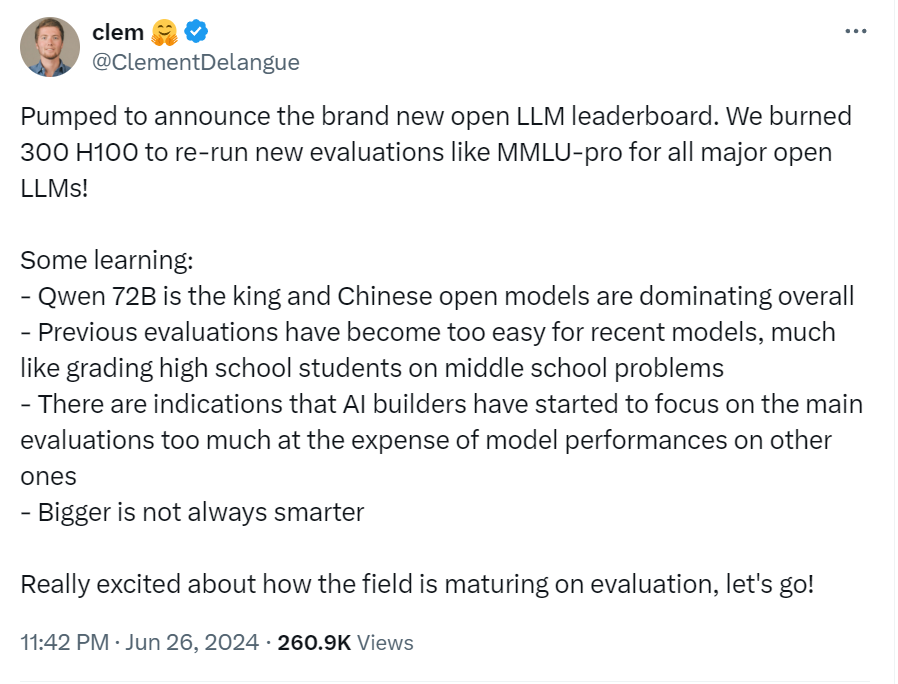 clem 🤗
@ClementDelangue
Pumped to announce the brand new open LLM leaderboard. We burned
300 H100 to re-run new evaluations like MMLU-pro for all major open
LLMs!
Some learning:
- Qwen 72B is the king and Chinese open models are dominating overall
- Previous evaluations have become too easy for recent models, much
like grading high school students on middle school problems
- There are indications that AI builders have started to focus on the main
evaluations too much at the expense of model performances on other
ones
- Bigger is not always smarter
Really excited about how the field is maturing on evaluation, let's go!
11:42 PM · Jun 26, 2024 · 260.9K Views